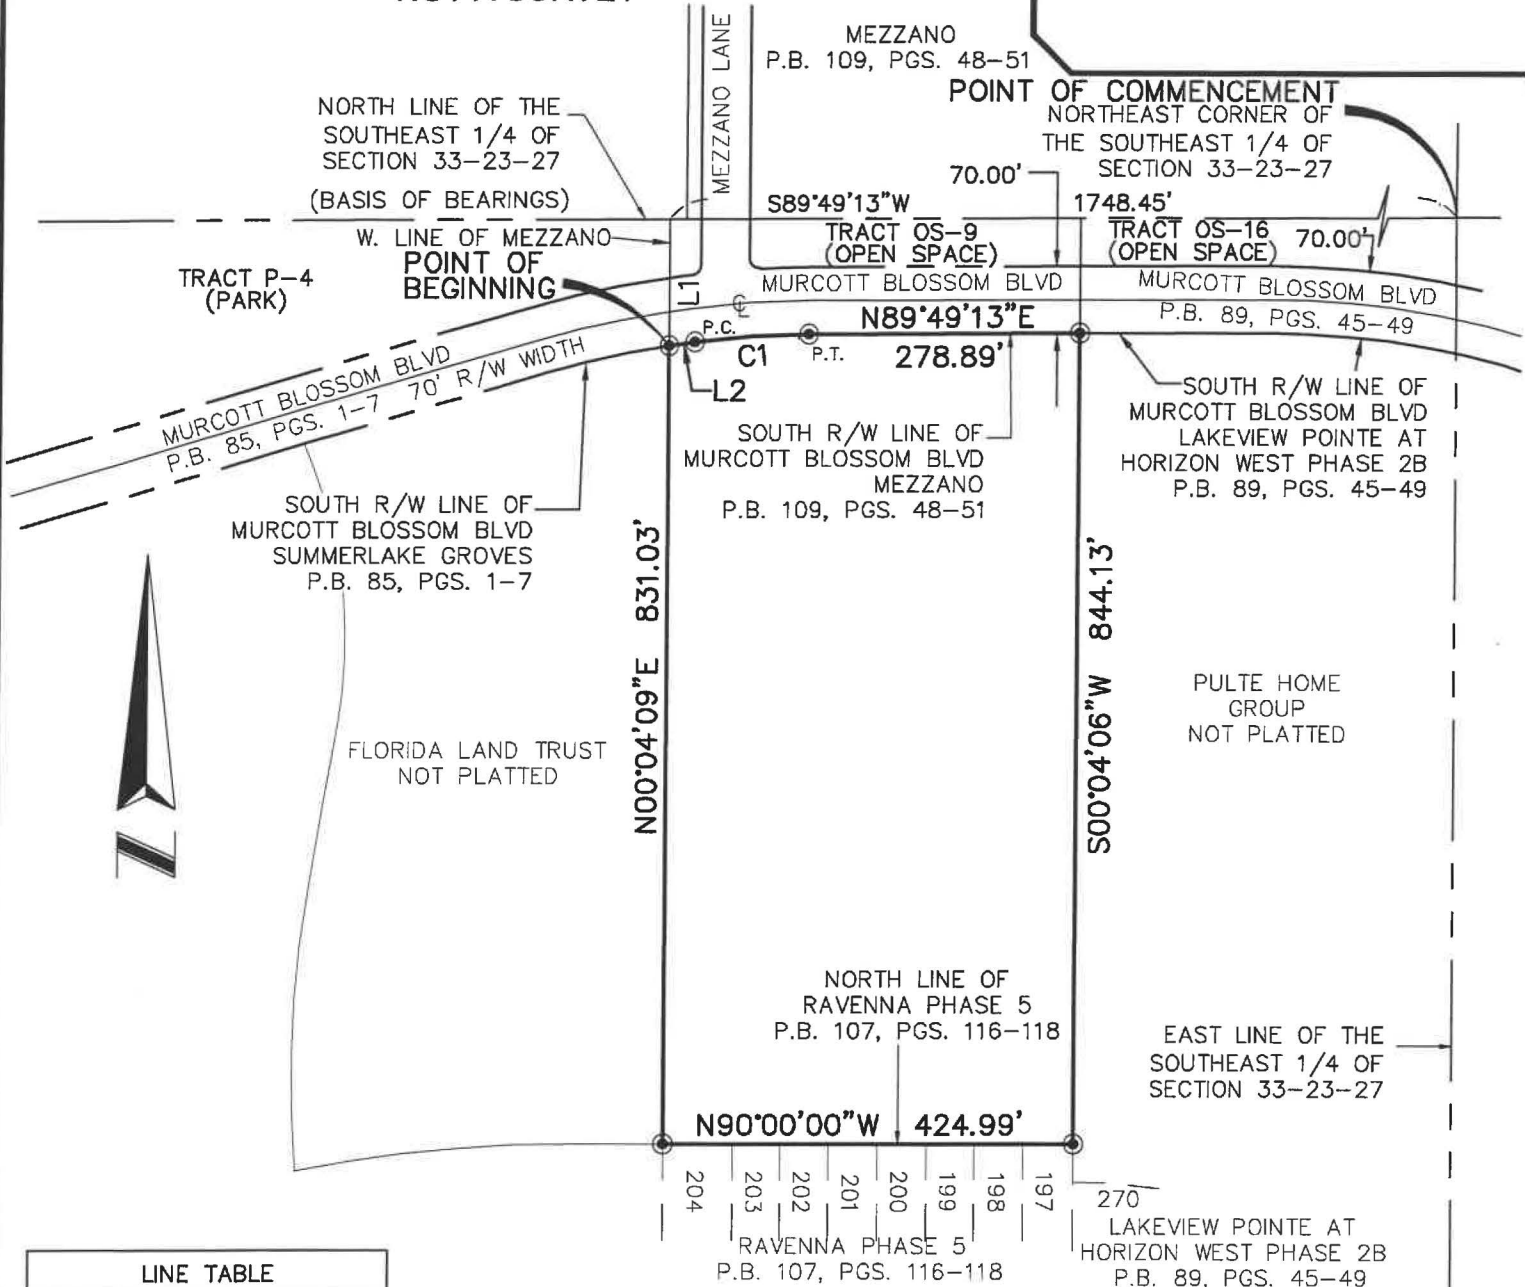 MEZZANO LANE
MEZZANO
P.B. 109, PGS. 48-51
POINT OF COMMENCEMENT
NORTHEAST CORNER OF
THE SOUTHEAST 1/4 OF
SECTION 33-23-27
NORTH LINE OF THE
SOUTHEAST 1/4 OF
SECTION 33-23-27
(BASIS OF BEARINGS)
70.00'
S89°49'13"W
1748.45'
W. LINE OF MEZZANO
TRACT OS-9
(OPEN SPACE)
TRACT OS-16
(OPEN SPACE)
70.00'
POINT OF
BEGINNING
TRACT P-4
(PARK)
L1
MURCOTT BLOSSOM BLVD
MURCOTT BLOSSOM BLVD
P.B. 89, PGS. 45-49
℄
P.C.
N89°49'13"E
278.89'
C1
P.T.
L2
MURCOTT BLOSSOM BLVD
P.B. 85, PGS. 1-7 70' R/W WIDTH
SOUTH R/W LINE OF
MURCOTT BLOSSOM BLVD
LAKEVIEW POINTE AT
HORIZON WEST PHASE 2B
P.B. 89, PGS. 45-49
SOUTH R/W LINE OF
MURCOTT BLOSSOM BLVD
MEZZANO
P.B. 109, PGS. 48-51
SOUTH R/W LINE OF
MURCOTT BLOSSOM BLVD
SUMMERLAKE GROVES
P.B. 85, PGS. 1-7
N00°04'09"E 831.03'
S00°04'06"W 844.13'
N
FLORIDA LAND TRUST
NOT PLATTED
PULTE HOME
GROUP
NOT PLATTED
NORTH LINE OF
RAVENNA PHASE 5
P.B. 107, PGS. 116-118
EAST LINE OF THE
SOUTHEAST 1/4 OF
SECTION 33-23-27
N90°00'00"W 424.99'
204
203
202
201
200
199
198
197
270
RAVENNA PHASE 5
P.B. 107, PGS. 116-118
LAKEVIEW POINTE AT
HORIZON WEST PHASE 2B
P.B. 89, PGS. 45-49
LINE TABLE